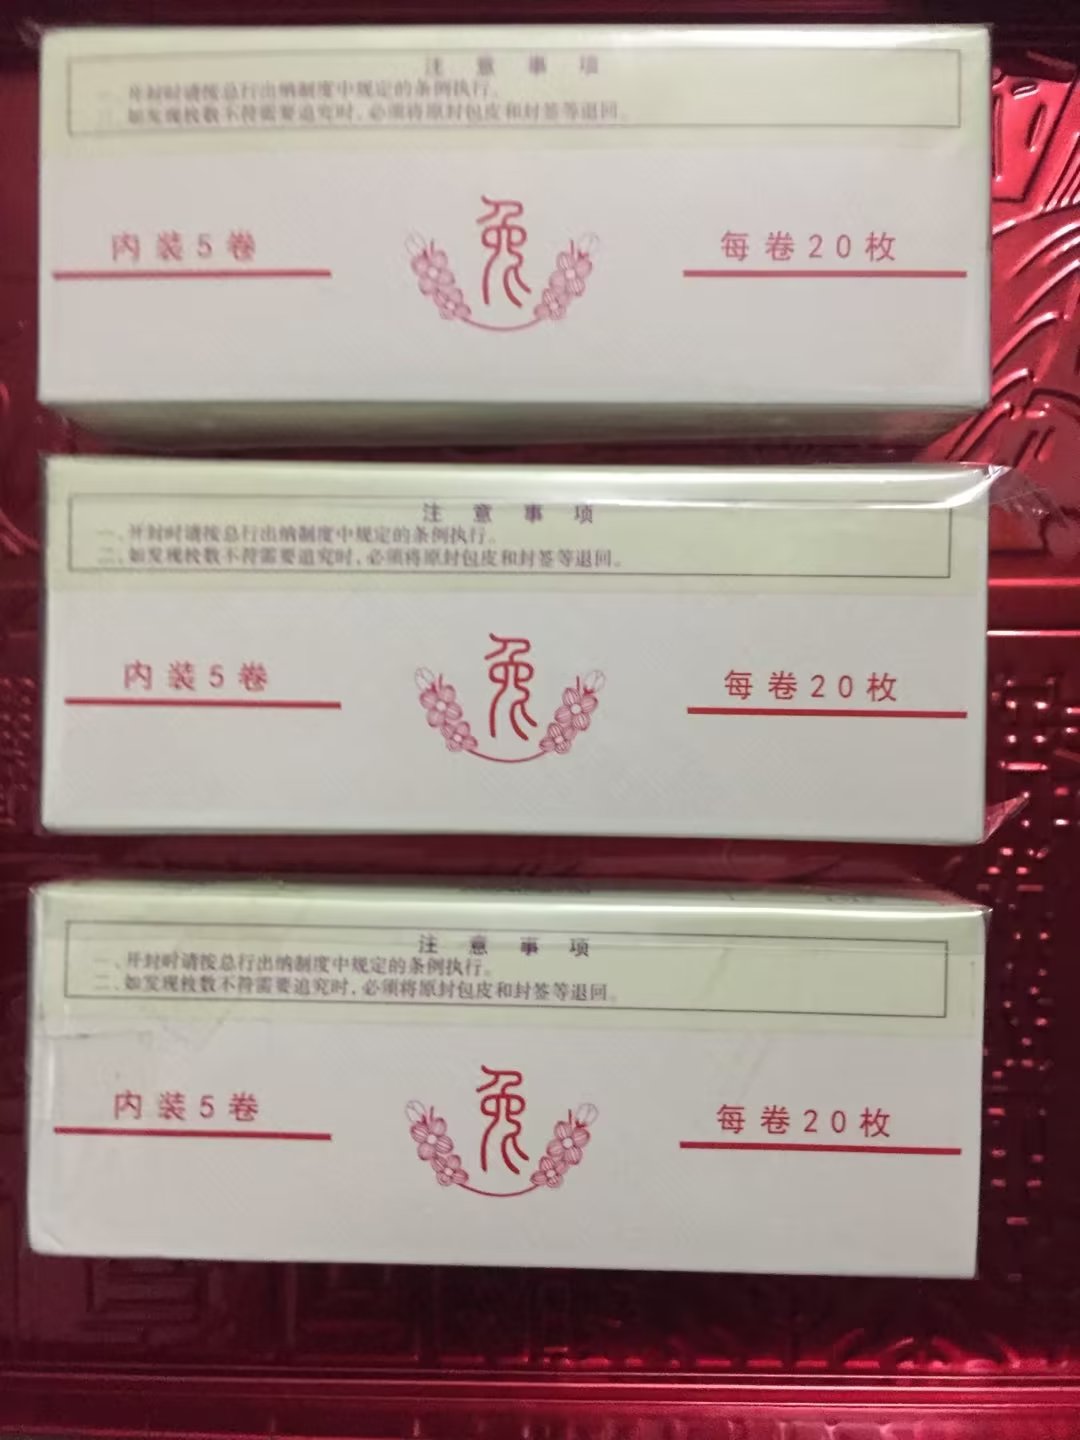 注意事项
一、开封时请按总行出纳制度中规定的条例执行。
二、如发现枚数不符需要追究时，必须将原封包皮和封签等退回。
内装5卷
兔
每卷20枚
注意事项
一、开封时请按总行出纳制度中规定的条例执行。
二、如发现枚数不符需要追究时，必须将原封包皮和封签等退回。
内装5卷
兔
每卷20枚
注意事项
一、开封时请按总行出纳制度中规定的条例执行。
二、如发现枚数不符需要追究时，必须将原封包皮和封签等退回。
内装5卷
兔
每卷20枚